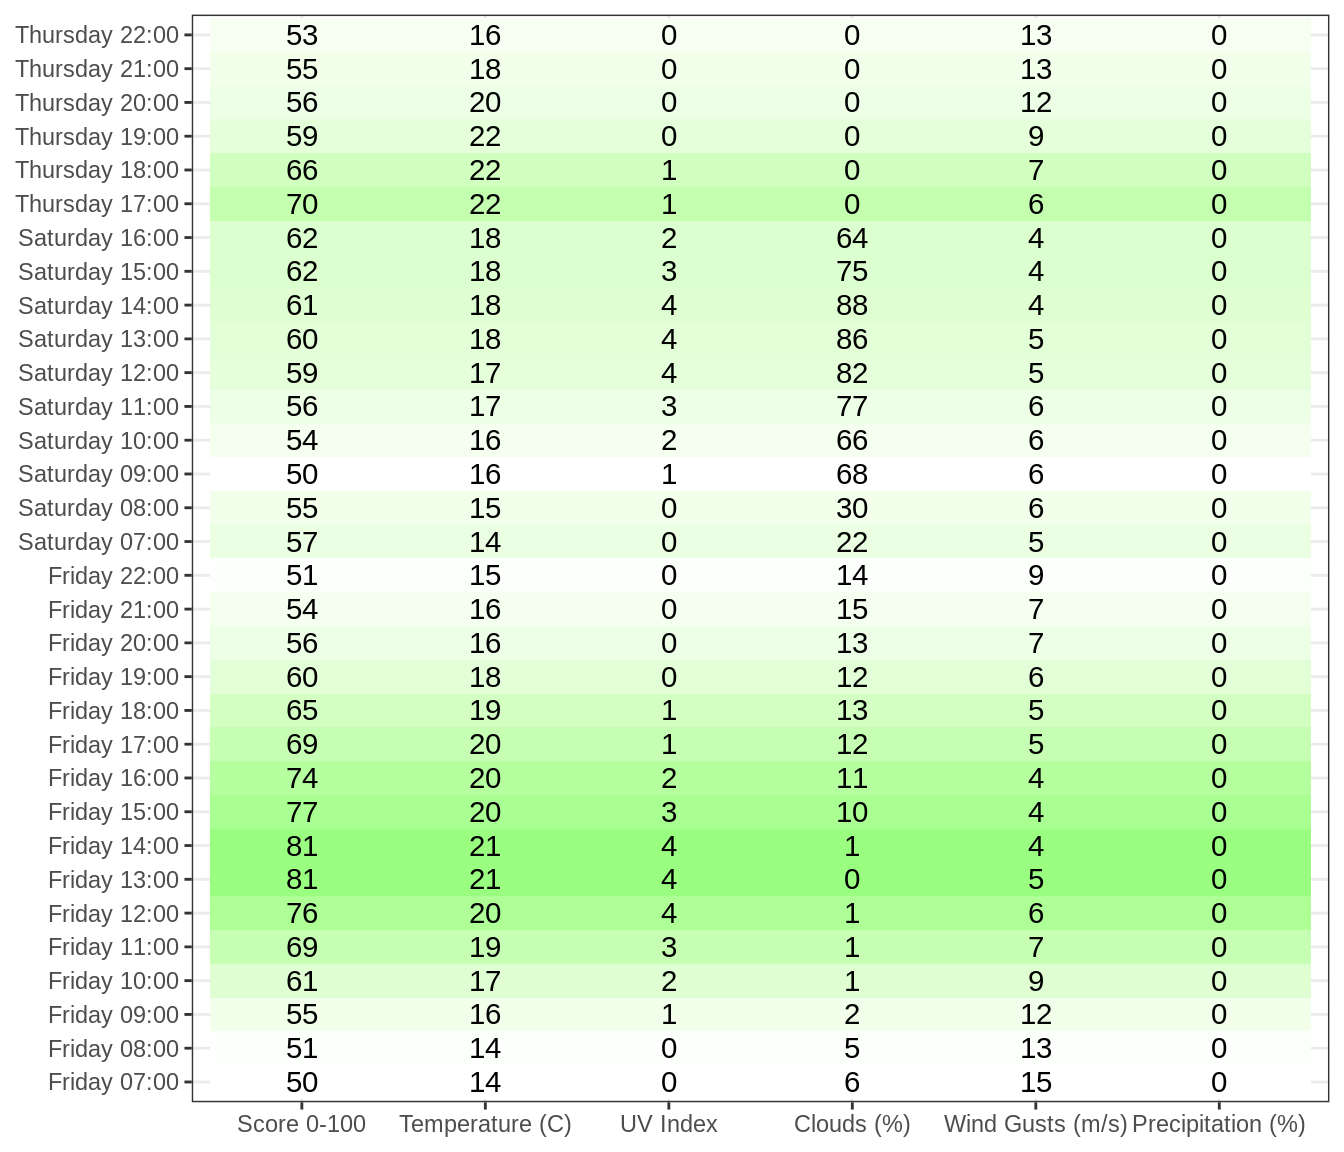 Thursday 22:00 53 16 0 0 13 0
Thursday 21:00 55 18 0 0 13 0
Thursday 20:00 56 20 0 0 12 0
Thursday 19:00 59 22 0 0 9 0
Thursday 18:00 66 22 1 0 7 0
Thursday 17:00 70 22 1 0 6 0
Saturday 16:00 62 18 2 64 4 0
Saturday 15:00 62 18 3 75 4 0
Saturday 14:00 61 18 4 88 4 0
Saturday 13:00 60 18 4 86 5 0
Saturday 12:00 59 17 4 82 5 0
Saturday 11:00 56 17 3 77 6 0
Saturday 10:00 54 16 2 66 6 0
Saturday 09:00 50 16 1 68 6 0
Saturday 08:00 55 15 0 30 6 0
Saturday 07:00 57 14 0 22 5 0
Friday 22:00 51 15 0 14 9 0
Friday 21:00 54 16 0 15 7 0
Friday 20:00 56 16 0 13 7 0
Friday 19:00 60 18 0 12 6 0
Friday 18:00 65 19 1 13 5 0
Friday 17:00 69 20 1 12 5 0
Friday 16:00 74 20 2 11 4 0
Friday 15:00 77 20 3 10 4 0
Friday 14:00 81 21 4 1 4 0
Friday 13:00 81 21 4 0 5 0
Friday 12:00 76 20 4 1 6 0
Friday 11:00 69 19 3 1 7 0
Friday 10:00 61 17 2 1 9 0
Friday 09:00 55 16 1 2 12 0
Friday 08:00 51 14 0 5 13 0
Friday 07:00 50 14 0 6 15 0
Score 0-100 Temperature (C) UV Index Clouds (%) Wind Gusts (m/s) Precipitation (%)